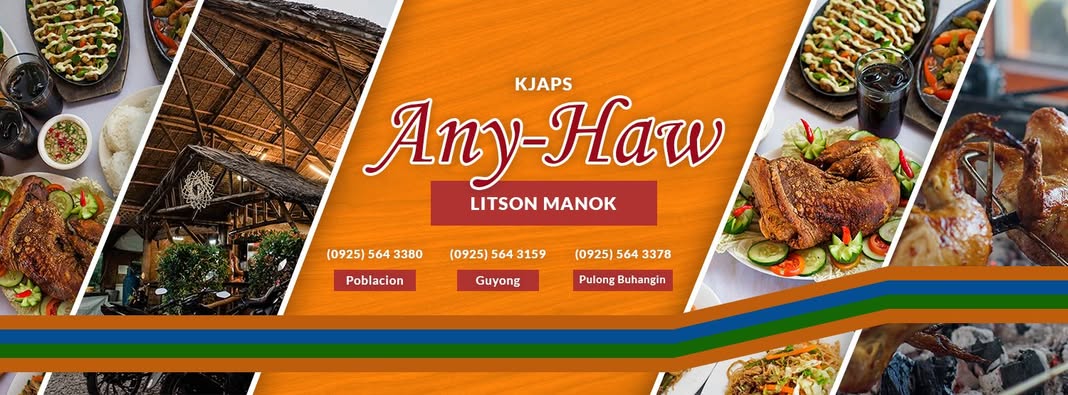 KJAPS
Any-Haw
LITSON MANOK
(0925) 564 3380 (0925) 564 3159 (0925) 564 3378
Poblacion Guyong Pulong Buhangin